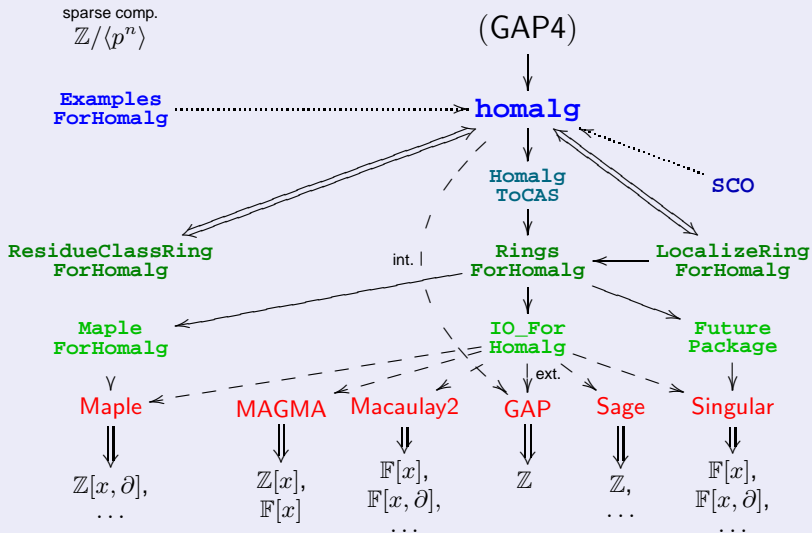 sparse comp.
ℤ/⟨pⁿ⟩
(GAP4)
Examples
ForHomalg
homalg
Homalg
ToCAS
SCO
ResidueClassRing
ForHomalg
int.
Rings
ForHomalg
LocalizeRing
ForHomalg
Maple
ForHomalg
IO_For
Homalg
Future
Package
ext.
Maple
MAGMA
Macaulay2
GAP
Sage
Singular
ℤ[x, ∂],
...
ℤ[x],
𝔽[x]
𝔽[x],
𝔽[x, ∂],
...
ℤ
ℤ,
...
𝔽[x],
𝔽[x, ∂],
...